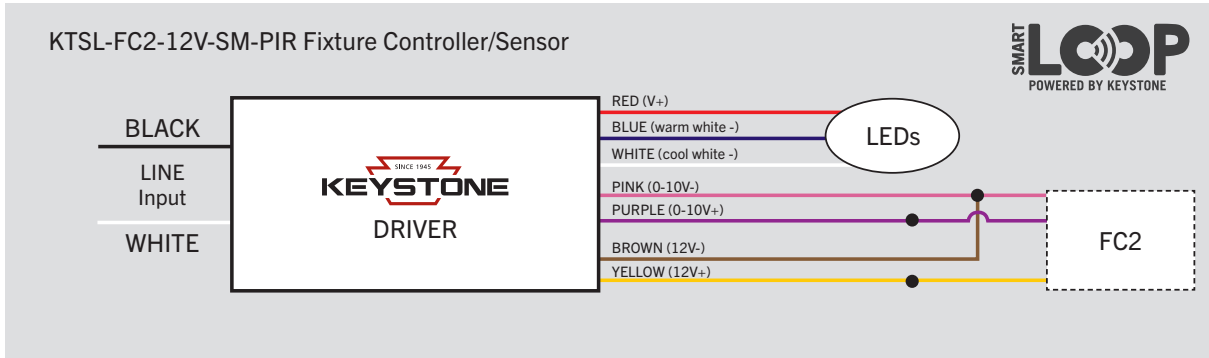 KTSL-FC2-12V-SM-PIR Fixture Controller/Sensor
SMART
LOOP
POWERED BY KEYSTONE
BLACK
LINE
Input
WHITE
SINCE 1945
KEYSTONE
DRIVER
RED (V+)
BLUE (warm white -)
WHITE (cool white -)
PINK (0-10V-)
PURPLE (0-10V+)
BROWN (12V-)
YELLOW (12V+)
LEDs
FC2